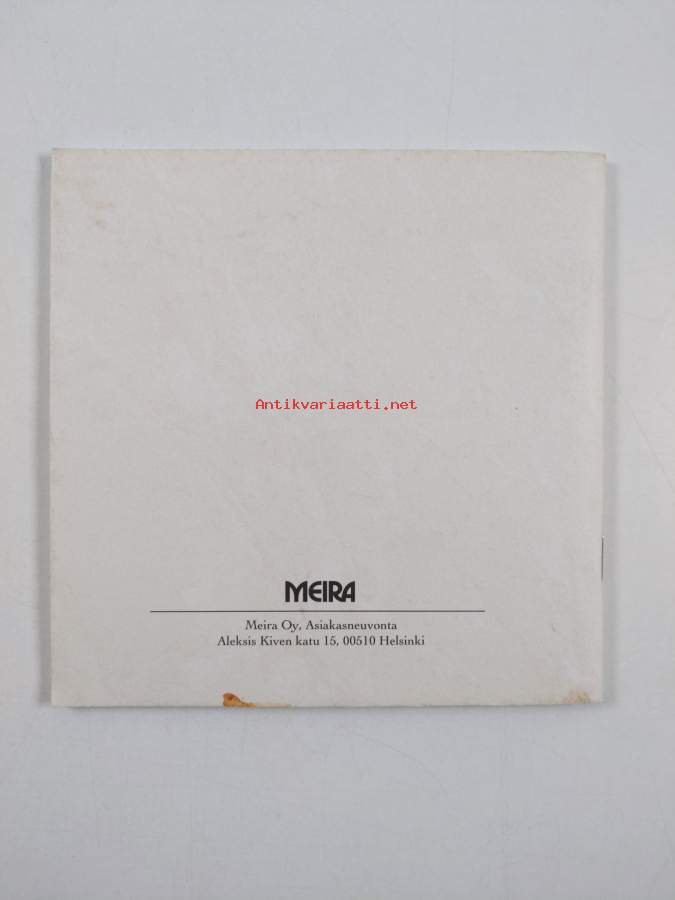 Antikvariaatti.net
MEIRA
Meira Oy, Asiakasneuvonta
Aleksis Kiven katu 15, 00510 Helsinki